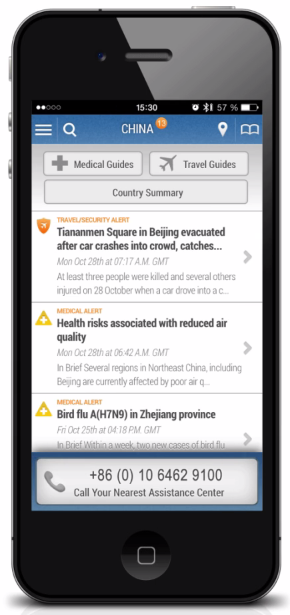 15:30 57 %
CHINA 13
Medical Guides Travel Guides
Country Summary
TRAVEL/SECURITY ALERT
Tiananmen Square in Beijing evacuated
after car crashes into crowd, catches...
Mon Oct 28th at 07:17 A.M. GMT
At least three people were killed and several others
injured on 28 October when a car drove into a c...
MEDICAL ALERT
Health risks associated with reduced air
quality
Mon Oct 28th at 06:42 A.M. GMT
In Brief Several regions in Northeast China, including
Beijing are currently affected by poor air q...
MEDICAL ALERT
Bird flu A(H7N9) in Zhejiang province
Fri Oct 25th at 04:18 P.M. GMT
In Brief Within a week, two new cases of bird flu
+86 (0) 10 6462 9100
Call Your Nearest Assistance Center